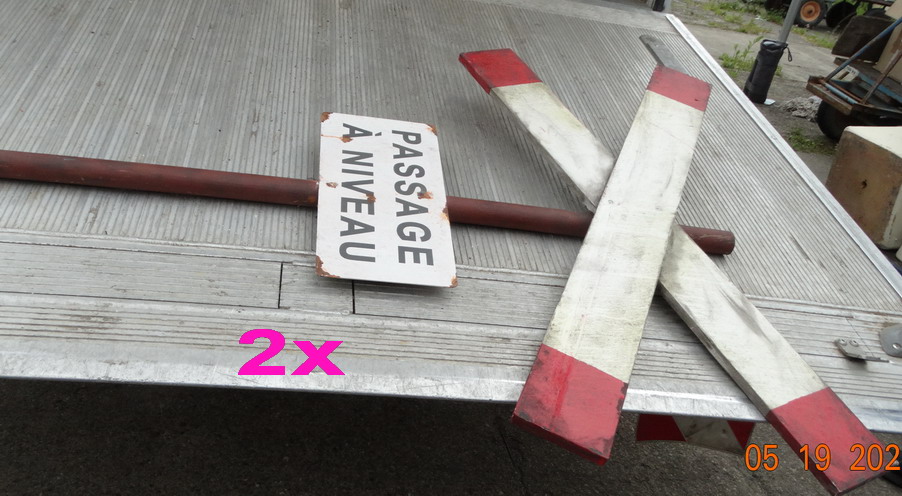 PASSAGE
À NIVEAU
2x
05 19 202